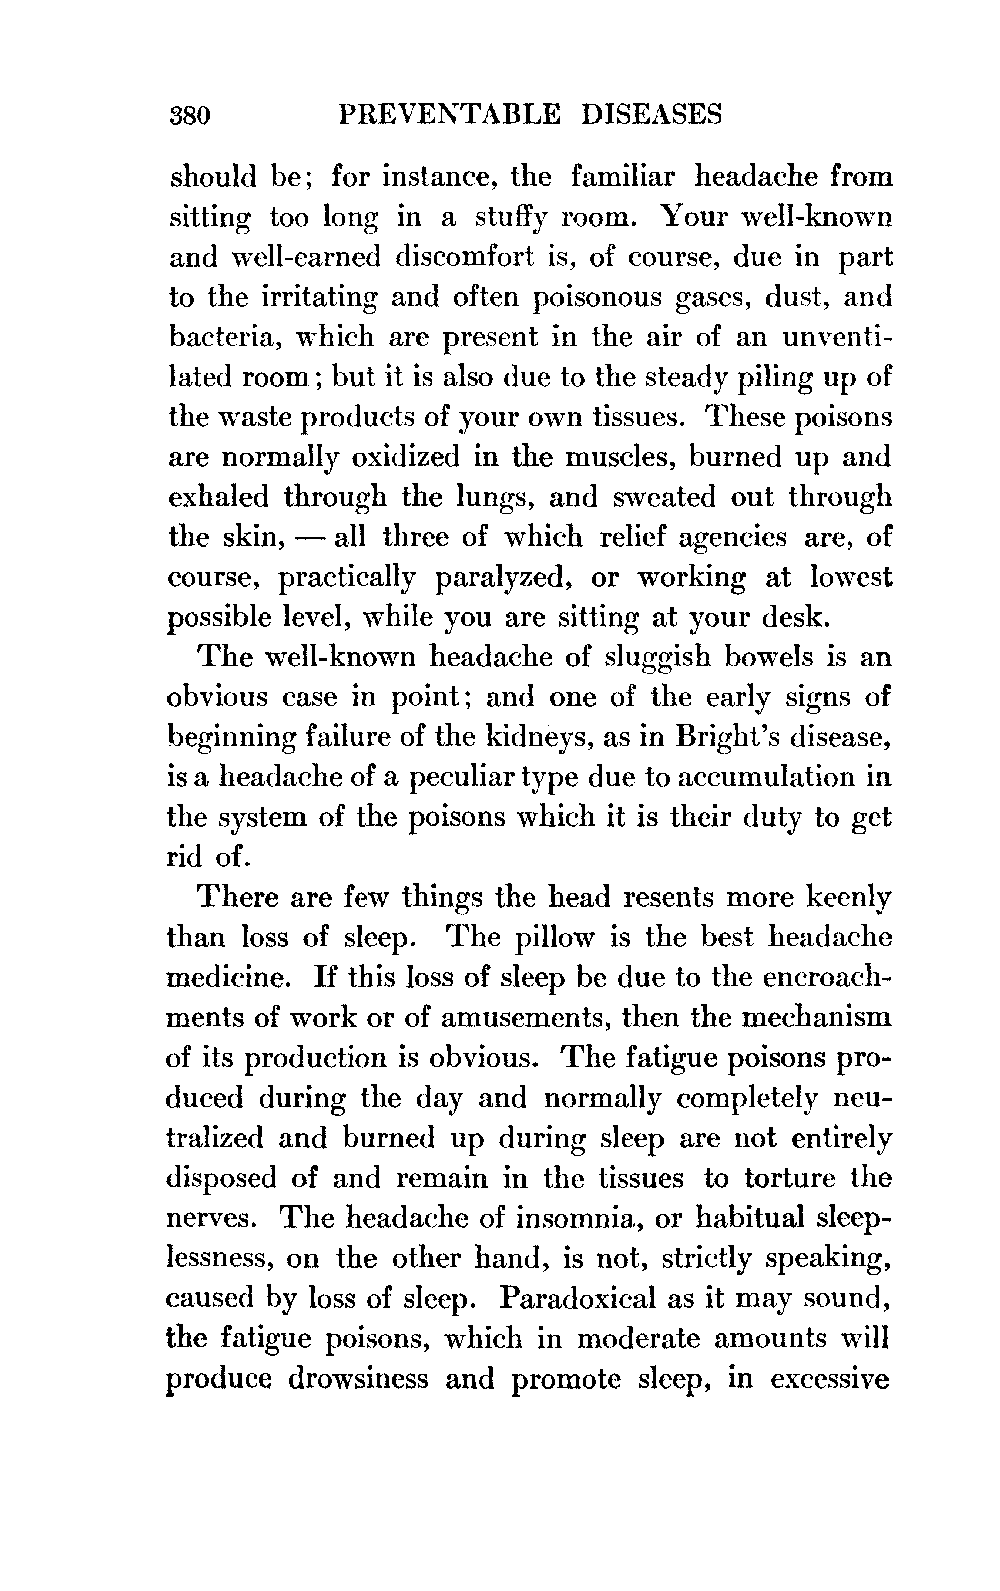 380 PREVENTABLE DISEASES
should be; for instance, the familiar headache from
sitting too long in a stuffy room. Your well-known
and well-earned discomfort is, of course, due in part
to the irritating and often poisonous gases, dust, and
bacteria, which are present in the air of an unventi-
lated room; but it is also due to the steady piling up of
the waste products of your own tissues. These poisons
are normally oxidized in the muscles, burned up and
exhaled through the lungs, and sweated out through
the skin, — all three of which relief agencies are, of
course, practically paralyzed, or working at lowest
possible level, while you are sitting at your desk.
The well-known headache of sluggish bowels is an
obvious case in point; and one of the early signs of
beginning failure of the kidneys, as in Bright's disease,
is a headache of a peculiar type due to accumulation in
the system of the poisons which it is their duty to get
rid of.
There are few things the head resents more keenly
than loss of sleep. The pillow is the best headache
medicine. If this loss of sleep be due to the encroach-
ments of work or of amusements, then the mechanism
of its production is obvious. The fatigue poisons pro-
duced during the day and normally completely neu-
tralized and burned up during sleep are not entirely
disposed of and remain in the tissues to torture the
nerves. The headache of insomnia, or habitual sleep-
lessness, on the other hand, is not, strictly speaking,
caused by loss of sleep. Paradoxical as it may sound,
the fatigue poisons, which in moderate amounts will
produce drowsiness and promote sleep, in excessive